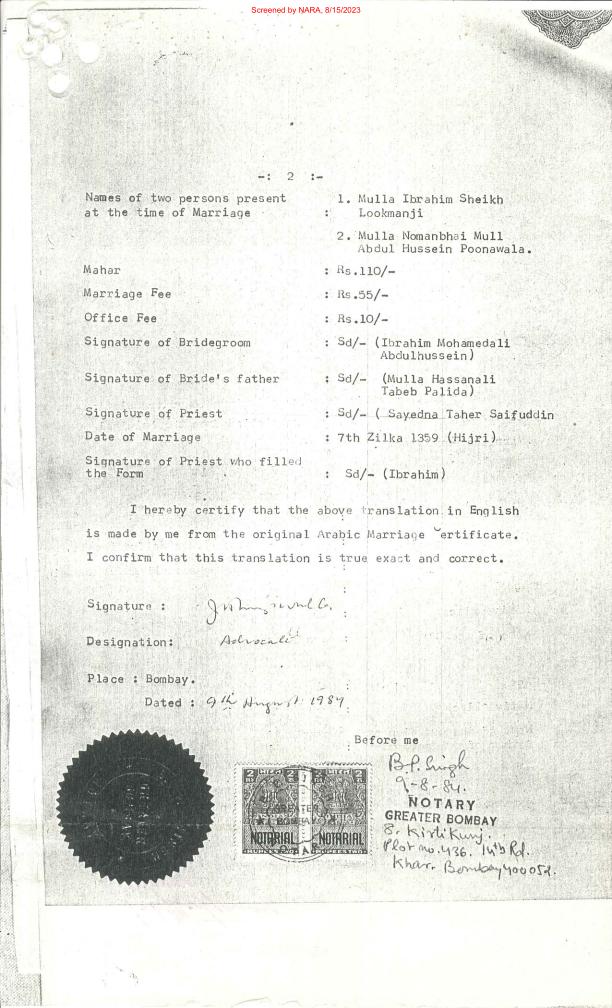 Screened by NARA, 8/15/2023
-: 2 :-
Names of two persons present at the time of Marriage : 1. Mulla Ibrahim Sheikh Lookmanji
2. Mulla Nomanbhai Mull Abdul Hussein Poonawala.
Mahar : Rs.110/-
Marriage Fee : Rs.55/-
Office Fee : Rs.10/-
Signature of Bridegroom : Sd/- (Ibrahim Mohamedali Abdulhussein)
Signature of Bride's father : Sd/- (Mulla Hassanali Tabeb Palida)
Signature of Priest : Sd/- ( Sayedna Taher Saifuddin
Date of Marriage : 7th Zilka 1359 (Hijri)
Signature of Priest who filled the Form : Sd/- (Ibrahim)
I hereby certify that the above translation in English
is made by me from the original Arabic Marriage Certificate.
I confirm that this translation is true exact and correct.
Signature :
Designation: Advocate
Place : Bombay.
Dated : 9th August 1984
Before me
B.P. Singh
9-8-84.
NOTARY
GREATER BOMBAY
8. Kirti Kunj.
Plot no. 436. 14th Rd.
Khar. Bombay 400052.
2 2
GREATER
BOMBAY
NOTARIAL NOTARIAL